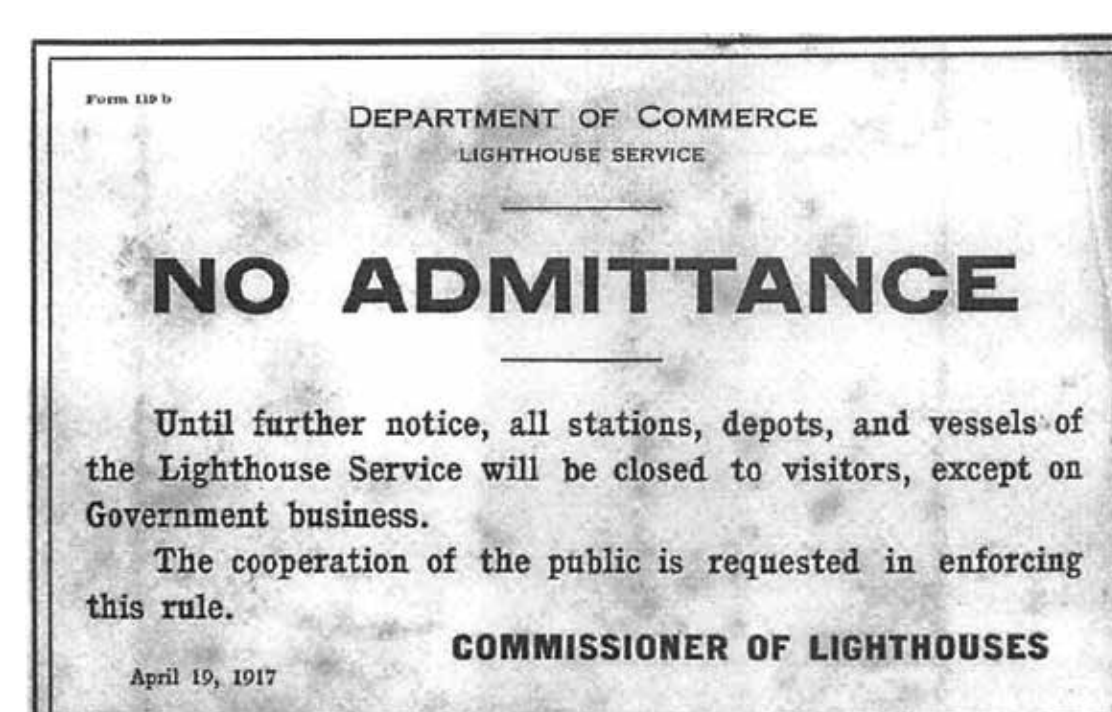 Form 119 b
DEPARTMENT OF COMMERCE
LIGHTHOUSE SERVICE
NO ADMITTANCE
Until further notice, all stations, depots, and vessels of
the Lighthouse Service will be closed to visitors, except on
Government business.
The cooperation of the public is requested in enforcing
this rule.
COMMISSIONER OF LIGHTHOUSES
April 19, 1917